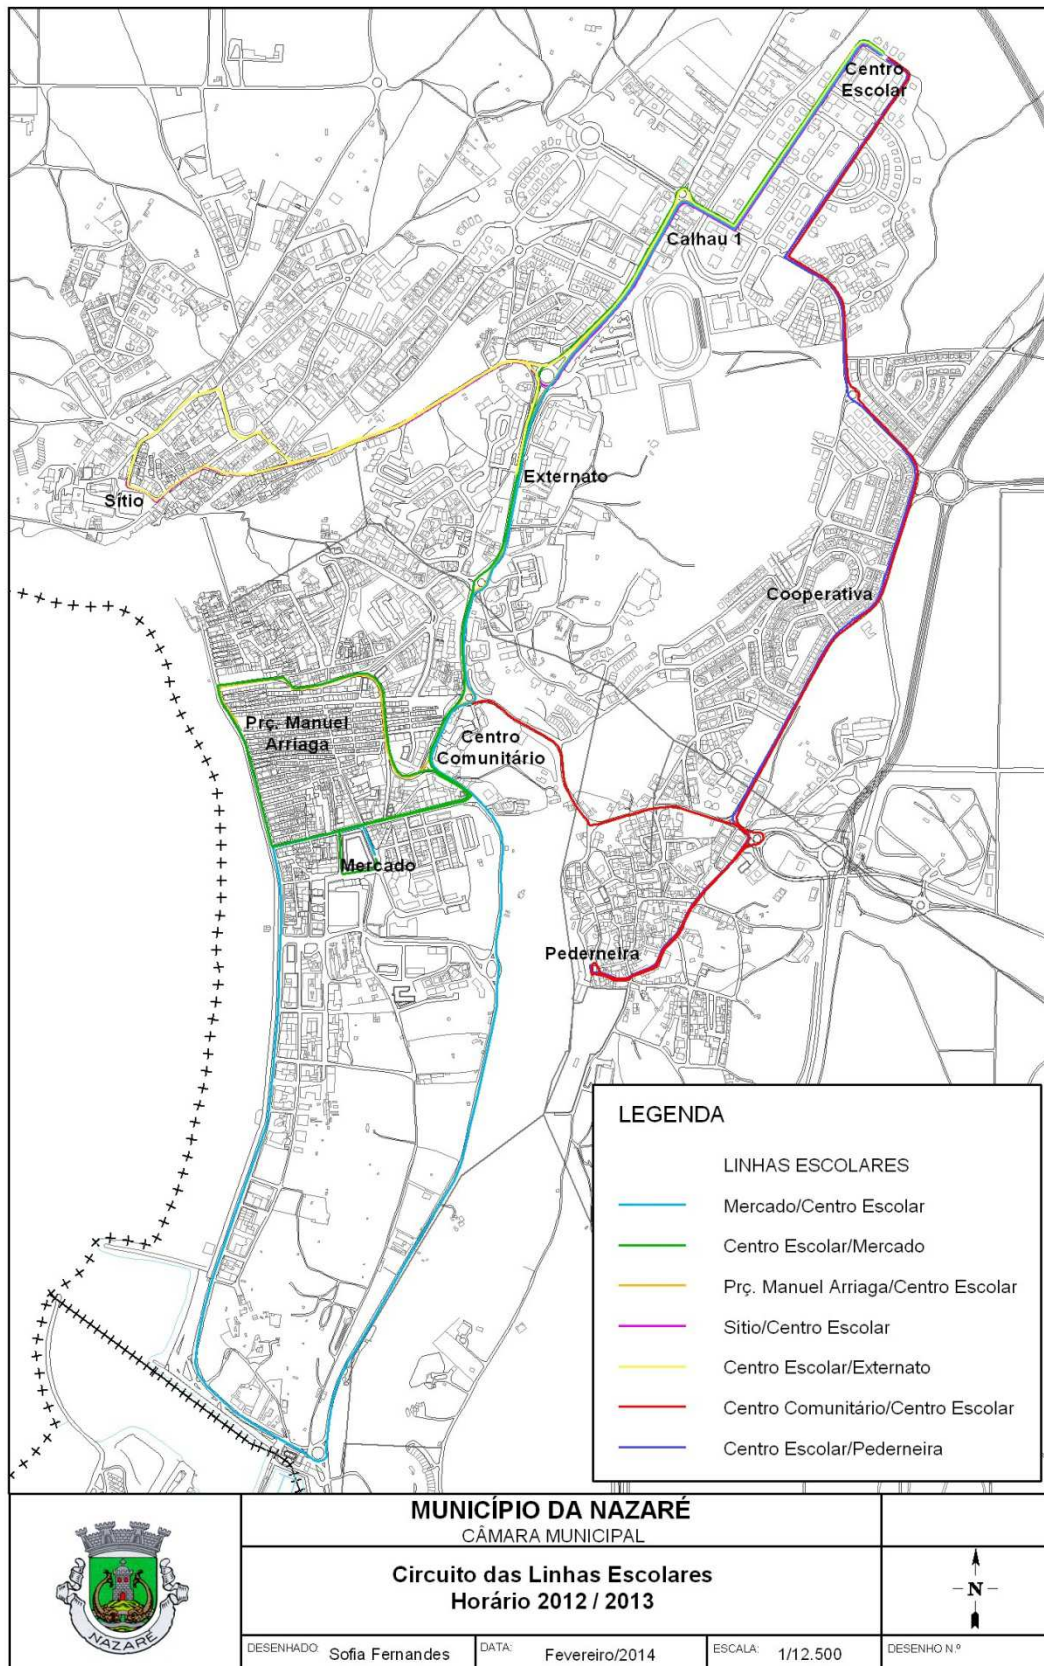 Centro
Escolar
Calhau 1
Externato
Sítio
Cooperativa
Prç. Manuel
Arriaga
Centro
Comunitário
Mercado
Pederneira
LEGENDA
LINHAS ESCOLARES
Mercado/Centro Escolar
Centro Escolar/Mercado
Prç. Manuel Arriaga/Centro Escolar
Sitio/Centro Escolar
Centro Escolar/Externato
Centro Comunitário/Centro Escolar
Centro Escolar/Pederneira
MUNICÍPIO DA NAZARÉ
CÂMARA MUNICIPAL
Circuito das Linhas Escolares
Horário 2012 / 2013
N
NAZARÉ
DESENHADO: Sofia Fernandes
DATA: Fevereiro/2014
ESCALA: 1/12.500
DESENHO N.º